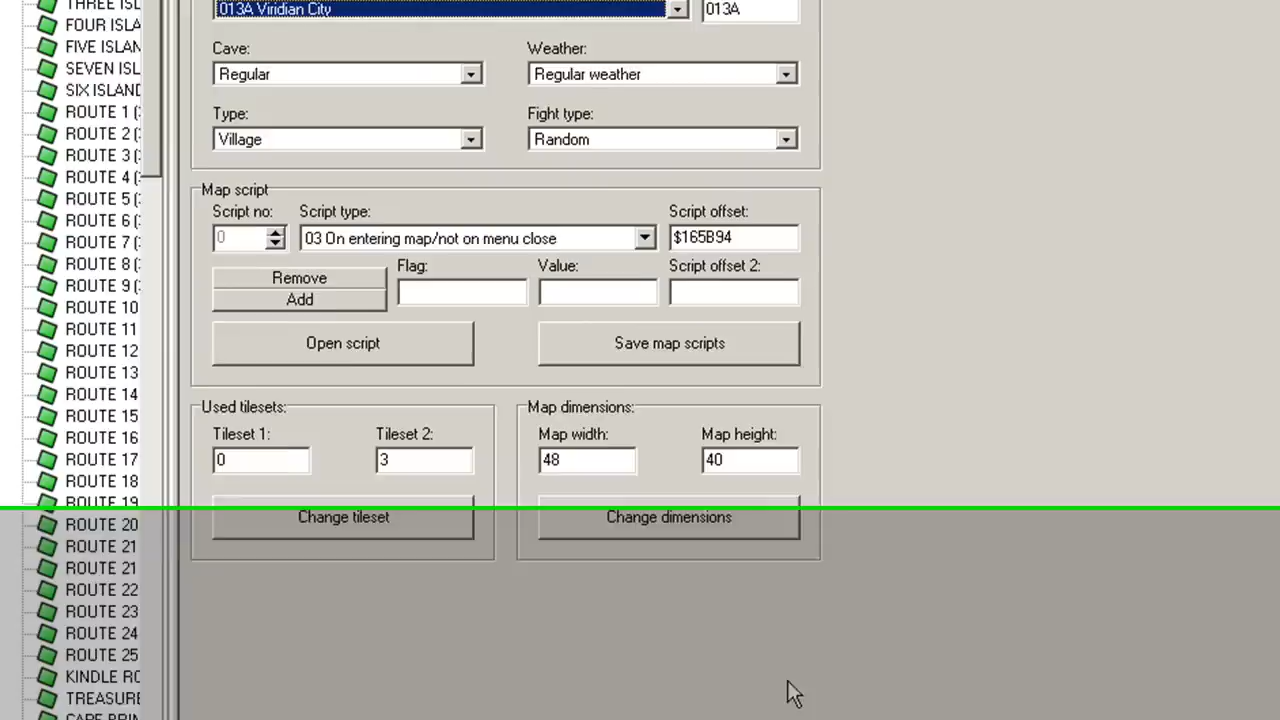 THREE ISL
FOUR ISLA
FIVE ISLAN
SEVEN ISL
SIX ISLAND
ROUTE 1 (
ROUTE 2 (
ROUTE 3 (
ROUTE 4 (
ROUTE 5 (
ROUTE 6 (
ROUTE 7 (
ROUTE 8 (
ROUTE 9 (
ROUTE 10
ROUTE 11
ROUTE 12
ROUTE 13
ROUTE 14
ROUTE 15
ROUTE 16
ROUTE 17
ROUTE 18
ROUTE 19
ROUTE 20
ROUTE 21
ROUTE 21
ROUTE 22
ROUTE 23
ROUTE 24
ROUTE 25
KINDLE RO
TREASURE
CAPE BRIN
013A Viridian City
013A
Cave:
Weather:
Regular
Regular weather
Type:
Fight type:
Village
Random
Map script
Script no:
Script type:
Script offset:
0
03 On entering map/not on menu close
$165B94
Remove
Add
Flag:
Value:
Script offset 2:
Open script
Save map scripts
Used tilesets:
Tileset 1:
Tileset 2:
0
3
Change tileset
Map dimensions:
Map width:
Map height:
48
40
Change dimensions